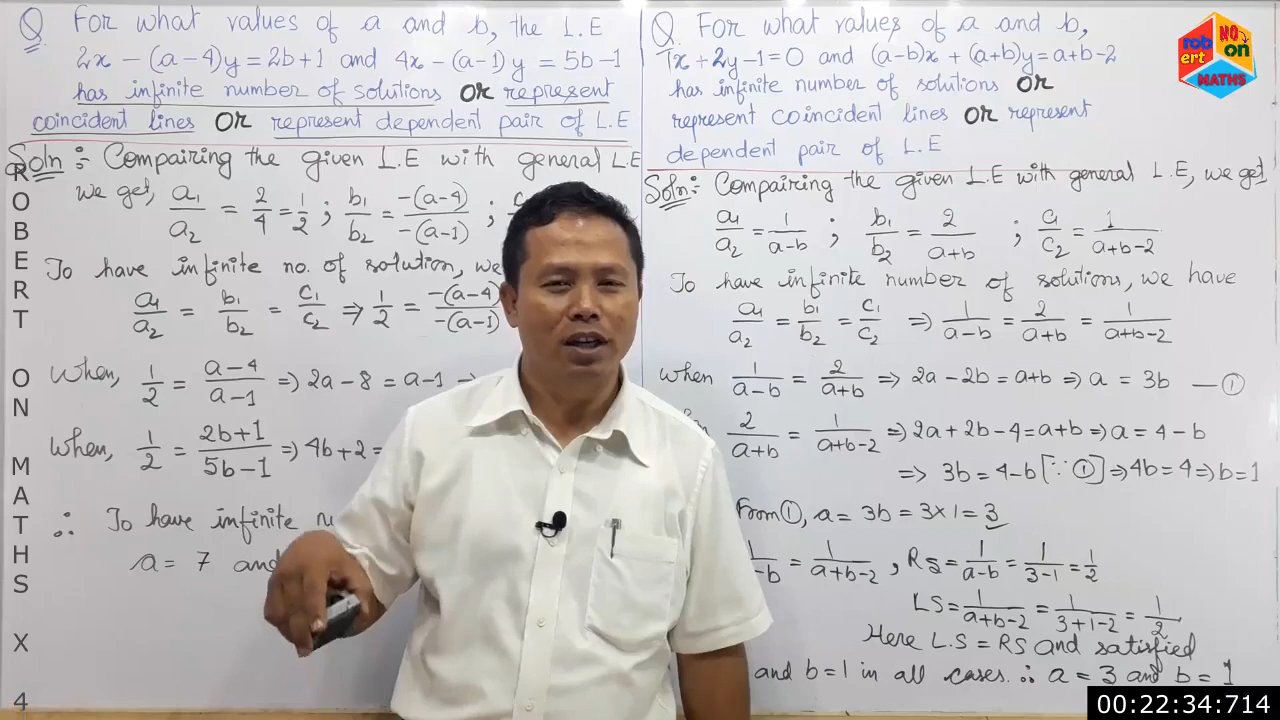 Q. For what values of a and b, the L.E
2x - (a-4)y = 2b+1 and 4x - (a-1)y = 5b-1
has infinite number of solutions OR represent
coincident lines OR represent dependent pair of L.E
Soln :- Compairing the given L.E with general L.E
we get, a₁/a₂ = 2/4 = 1/2 ; b₁/b₂ = -(a-4)/-(a-1) ;
To have infinite no. of solution, we
a₁/a₂ = b₁/b₂ = c₁/c₂ => 1/2 = -(a-4)/-(a-1)
When, 1/2 = a-4/a-1 => 2a-8 = a-1
When, 1/2 = 2b+1/5b-1 => 4b+2 =
∴ To have infinite
a = 7 and
Q. For what values of a and b,
x+2y-1=0 and (a-b)x + (a+b)y = a+b-2
has infinite number of solutions OR
represent coincident lines OR represent
dependent pair of L.E
Soln:- Compairing the given L.E with general L.E, we get,
a₁/a₂ = 1/a-b ; b₁/b₂ = 2/a+b ; c₁/c₂ = 1/a+b-2
To have infinite number of solutions, we have
a₁/a₂ = b₁/b₂ = c₁/c₂ => 1/a-b = 2/a+b = 1/a+b-2
when 1/a-b = 2/a+b => 2a-2b = a+b => a = 3b —①
2/a+b = 1/a+b-2 => 2a+2b-4 = a+b => a = 4-b
=> 3b = 4-b [∵ ①] => 4b = 4 => b = 1
From ①, a = 3b = 3×1 = 3
1/a-b = 1/a+b-2 , RS = 1/a-b = 1/3-1 = 1/2
LS = 1/a+b-2 = 1/3+1-2 = 1/2
Here L.S = RS and satisfied
and b=1 in all cases. ∴ a = 3 and b = 1
ROBERT ON MATHS X 4
robert NO on MATHS
00:22:34:714